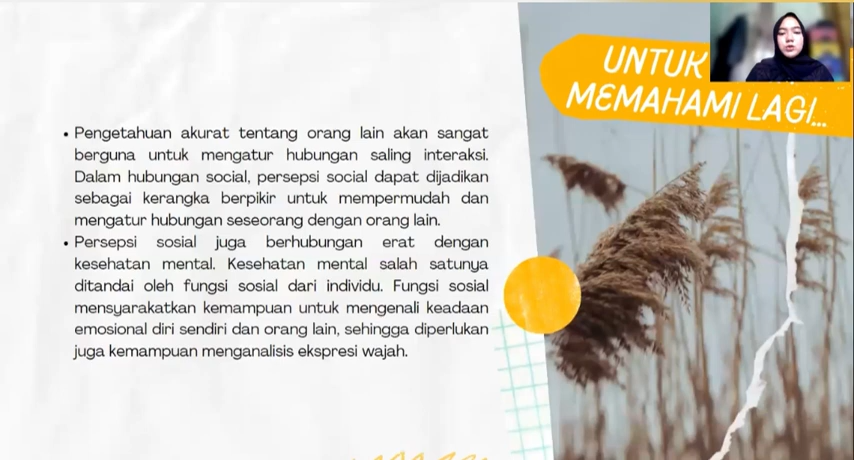 UNTUK
MEMAHAMI LAGI...
• Pengetahuan akurat tentang orang lain akan sangat
berguna untuk mengatur hubungan saling interaksi.
Dalam hubungan social, persepsi social dapat dijadikan
sebagai kerangka berpikir untuk mempermudah dan
mengatur hubungan seseorang dengan orang lain.
• Persepsi sosial juga berhubungan erat dengan
kesehatan mental. Kesehatan mental salah satunya
ditandai oleh fungsi sosial dari individu. Fungsi sosial
mensyarakatkan kemampuan untuk mengenali keadaan
emosional diri sendiri dan orang lain, sehingga diperlukan
juga kemampuan menganalisis ekspresi wajah.